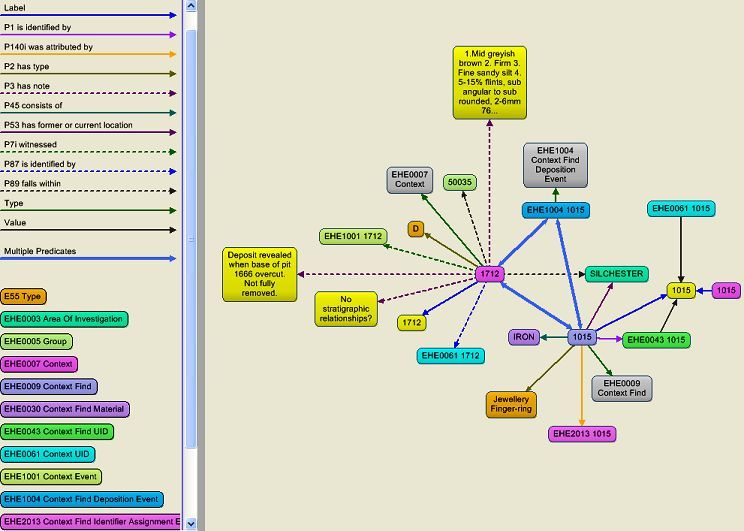 Label
P1 is identified by
P140i was attributed by
P2 has type
P3 has note
P45 consists of
P53 has former or current location
P7i witnessed
P87 is identified by
P89 falls within
Type
Value
Multiple Predicates
E55 Type
EHE0003 Area Of Investigation
EHE0005 Group
EHE0007 Context
EHE0009 Context Find
EHE0030 Context Find Material
EHE0043 Context Find UID
EHE0061 Context UID
EHE1001 Context Event
EHE1004 Context Find Deposition Event
EHE2013 Context Find Identifier Assignment E
1.Mid greyish
brown 2. Firm 3.
Fine sandy silt 4.
5-15% flints, sub
angular to sub
rounded, 2-6mm
76...
EHE1004
Context Find
Deposition
Event
EHE0007
Context
50035
EHE1004 1015
EHE0061 1015
D
EHE1001 1712
Deposit revealed
when base of pit
1666 overcut.
Not fully
removed.
1712
SILCHESTER
No
stratigraphic
relationships?
1015
1015
1712
EHE0061 1712
IRON
1015
EHE0043 1015
EHE0009
Context Find
Jewellery
Finger-ring
EHE2013 1015